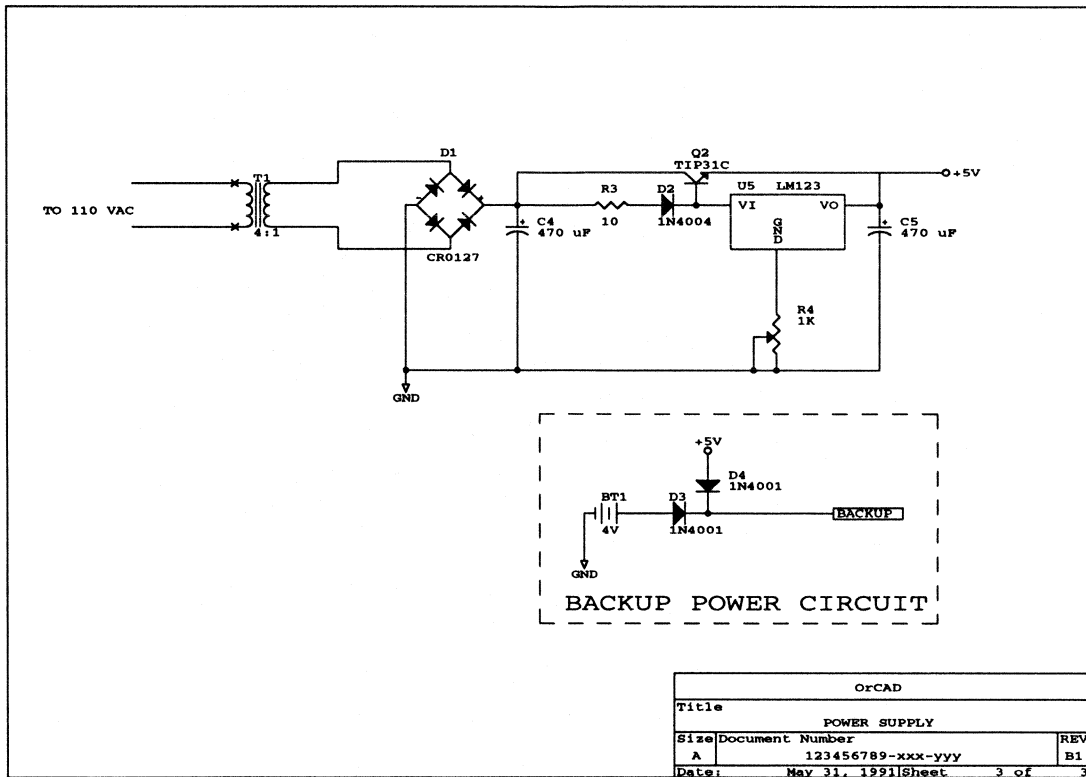 D1
Q2
TIP31C
T1
TO 110 VAC
4:1
- +
CR0127
+
C4
470 uF
R3
10
D2
1N4004
U5 LM123
VI VO
GND
+5V
+
C5
470 uF
R4
1K
GND
+5V
D4
1N4001
BT1
4V
D3
1N4001
BACKUP
GND
BACKUP POWER CIRCUIT
OrCAD
Title
POWER SUPPLY
Size Document Number REV
A 123456789-xxx-yyy B1
Date: May 31, 1991 Sheet 3 of 3